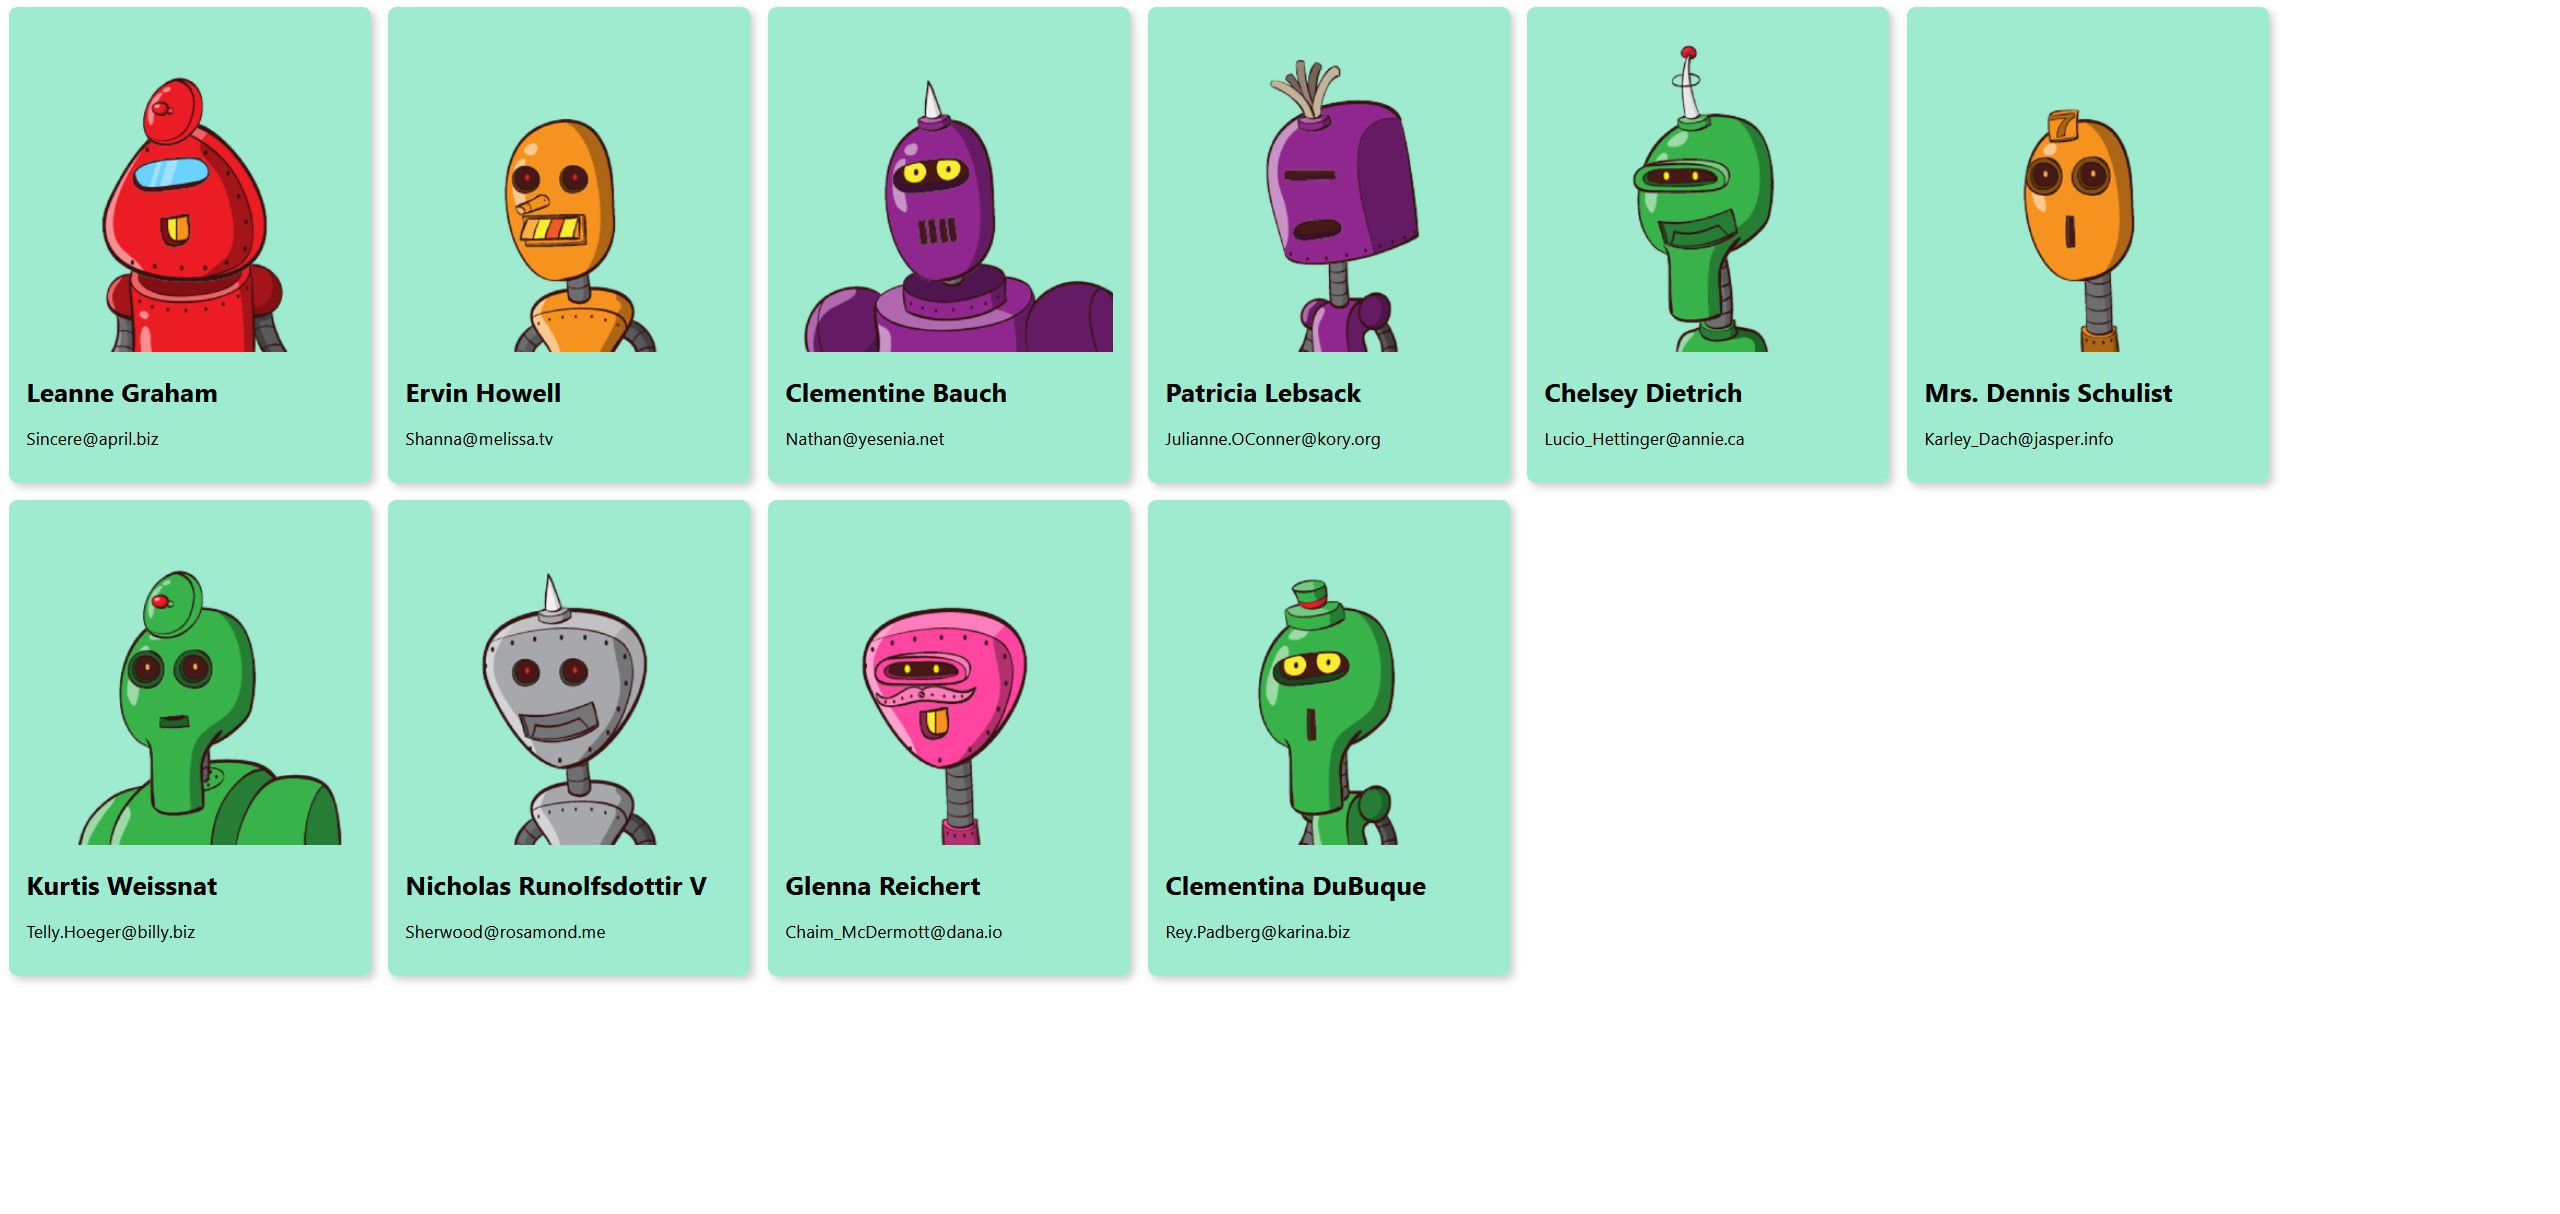 7
Leanne Graham
Sincere@april.biz
Ervin Howell
Shanna@melissa.tv
Clementine Bauch
Nathan@yesenia.net
Patricia Lebsack
Julianne.OConner@kory.org
Chelsey Dietrich
Lucio_Hettinger@annie.ca
Mrs. Dennis Schulist
Karley_Dach@jasper.info
Kurtis Weissnat
Telly.Hoeger@billy.biz
Nicholas Runolfsdottir V
Sherwood@rosamond.me
Glenna Reichert
Chaim_McDermott@dana.io
Clementina DuBuque
Rey.Padberg@karina.biz